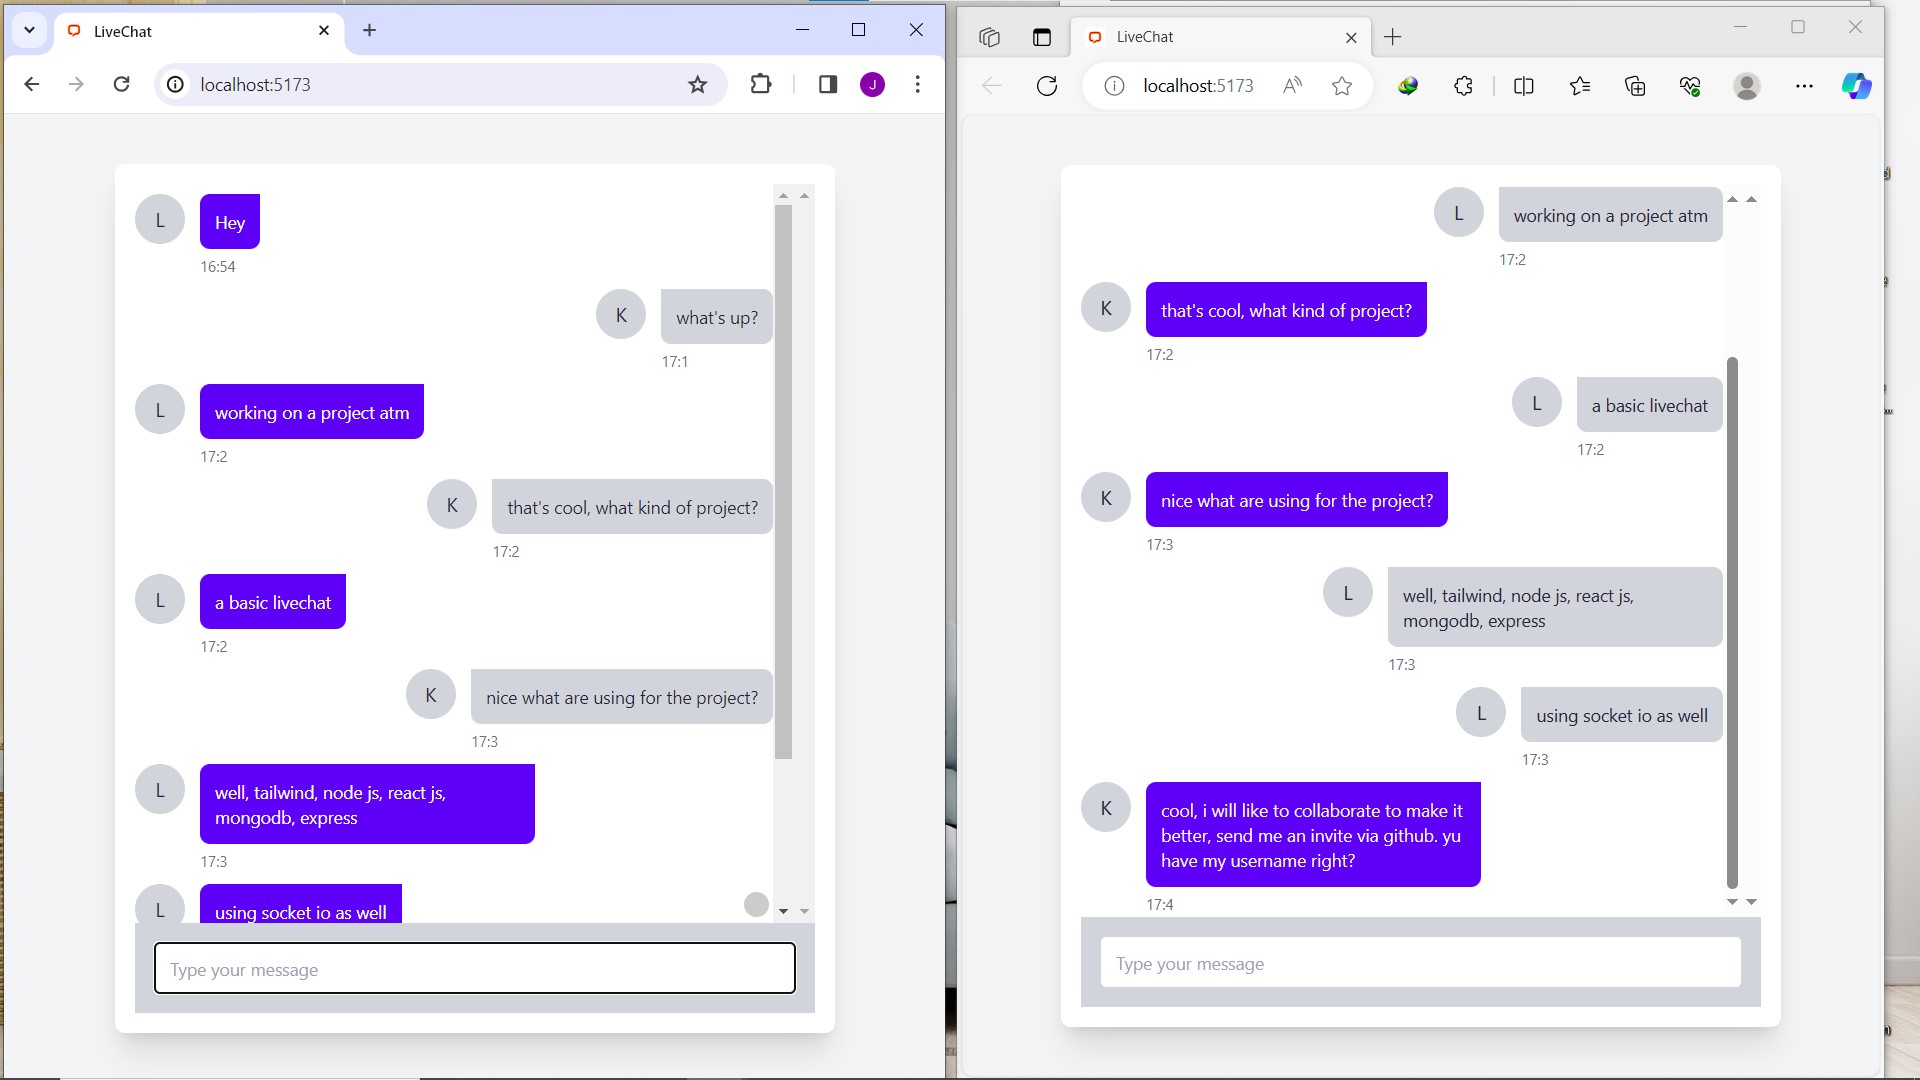 LiveChat
localhost:5173
J
L
Hey
16:54
K
what's up?
17:1
L
working on a project atm
17:2
K
that's cool, what kind of project?
17:2
L
a basic livechat
17:2
K
nice what are using for the project?
17:3
L
well, tailwind, node js, react js,
mongodb, express
17:3
L
using socket io as well
Type your message
LiveChat
localhost:5173
L
working on a project atm
17:2
K
that's cool, what kind of project?
17:2
L
a basic livechat
17:2
K
nice what are using for the project?
17:3
L
well, tailwind, node js, react js,
mongodb, express
17:3
L
using socket io as well
17:3
K
cool, i will like to collaborate to make it
better, send me an invite via github. yu
have my username right?
17:4
Type your message